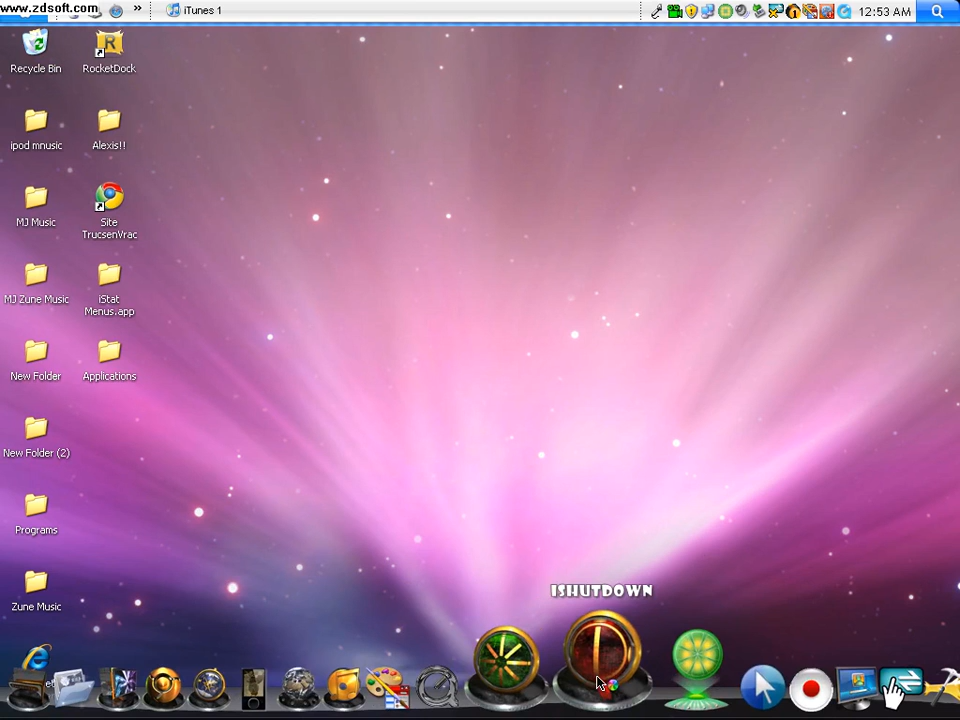 www.zdsoft.com
»
iTunes 1
12:53 AM
Recycle Bin
RocketDock
R
ipod mnusic
Alexis!!
MJ Music
Site
TrucsenVrac
MJ Zune Music
iStat
Menus.app
New Folder
Applications
New Folder (2)
Programs
Zune Music
ISHUTDOWN